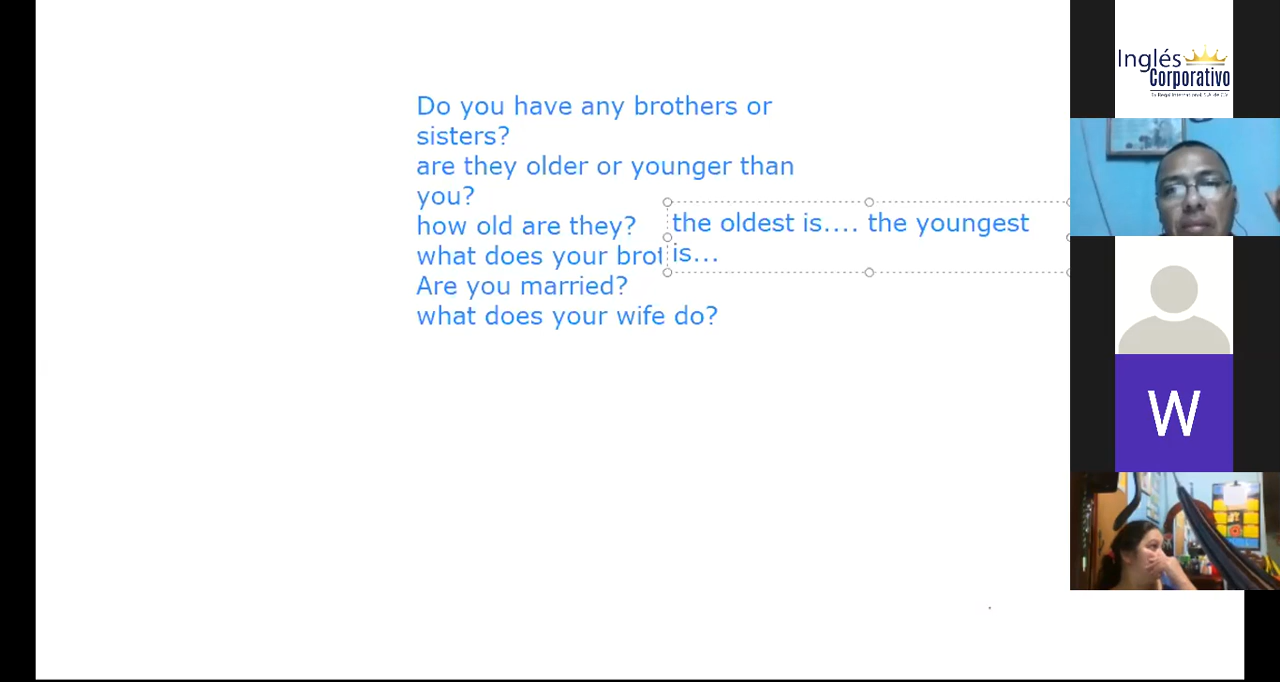 Do you have any brothers or
sisters?
are they older or younger than
you?
how old are they?
what does your brot
Are you married?
what does your wife do?
the oldest is.... the youngest
is...
Inglés
Corporativo
W